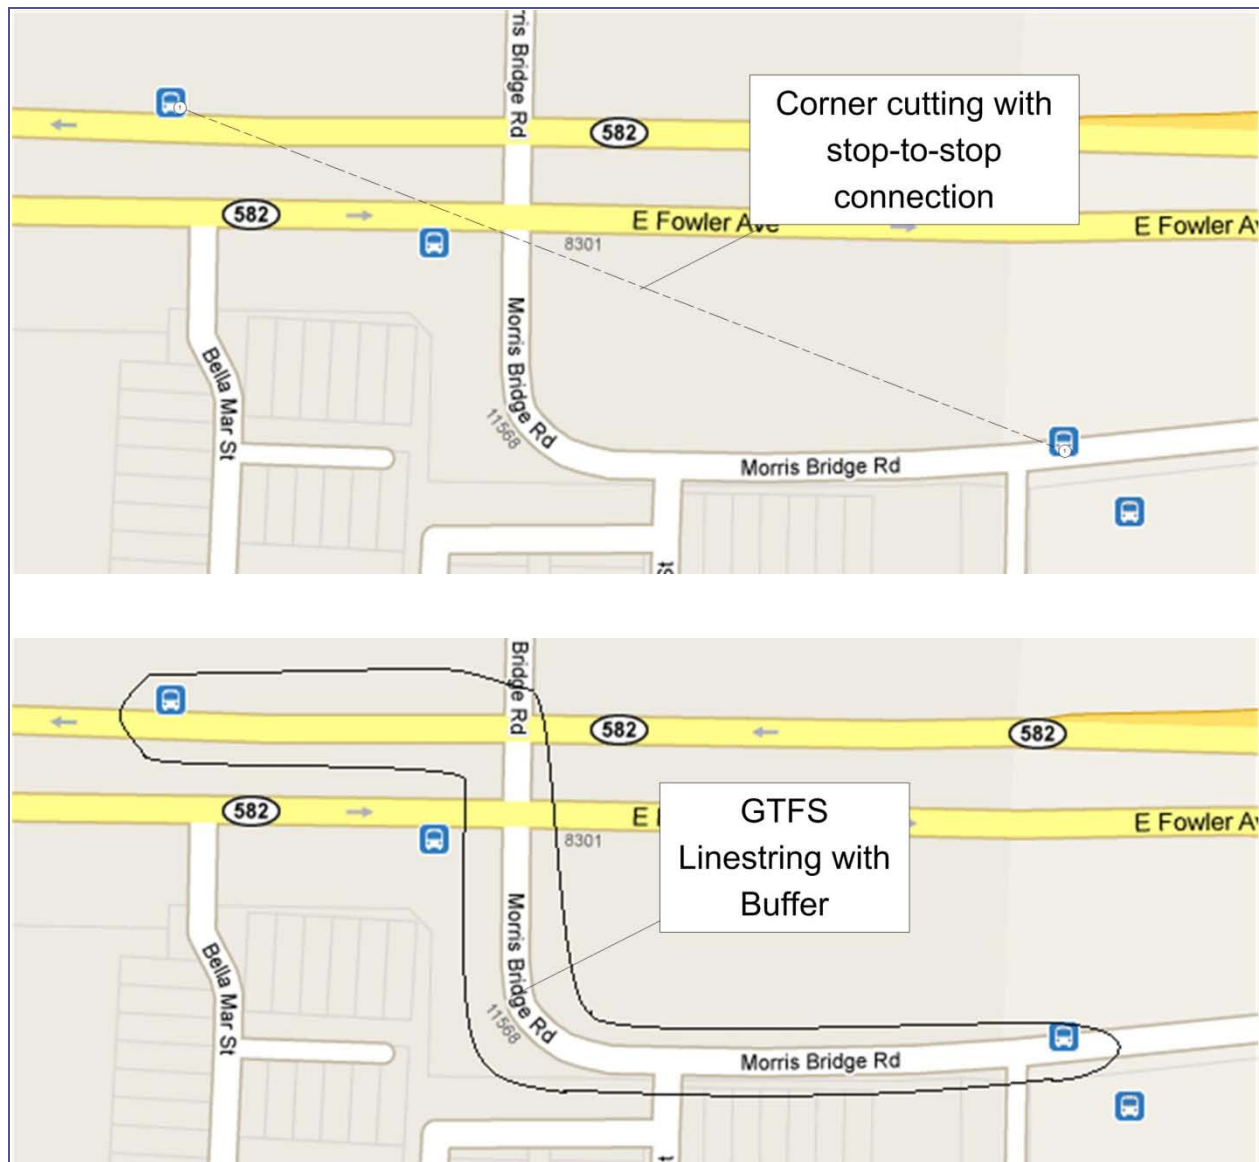 ris Bridge Rd
582
Corner cutting with
stop-to-stop
connection
582
E Fowler Ave
8301
E Fowler Av
Morris Bridge Rd
Bella Mar St
11568
Morris Bridge Rd
st
Bridge Rd
582
582
582
E
GTFS
Linestring with
Buffer
8301
E Fowler Av
Morris Bridge Rd
Bella Mar St
11568
Morris Bridge Rd